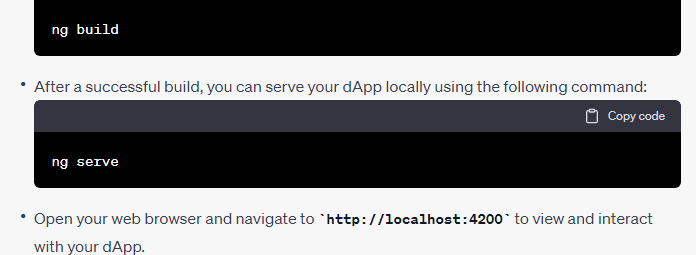 ng build
• After a successful build, you can serve your dApp locally using the following command:
Copy code
ng serve
• Open your web browser and navigate to `http://localhost:4200` to view and interact
with your dApp.